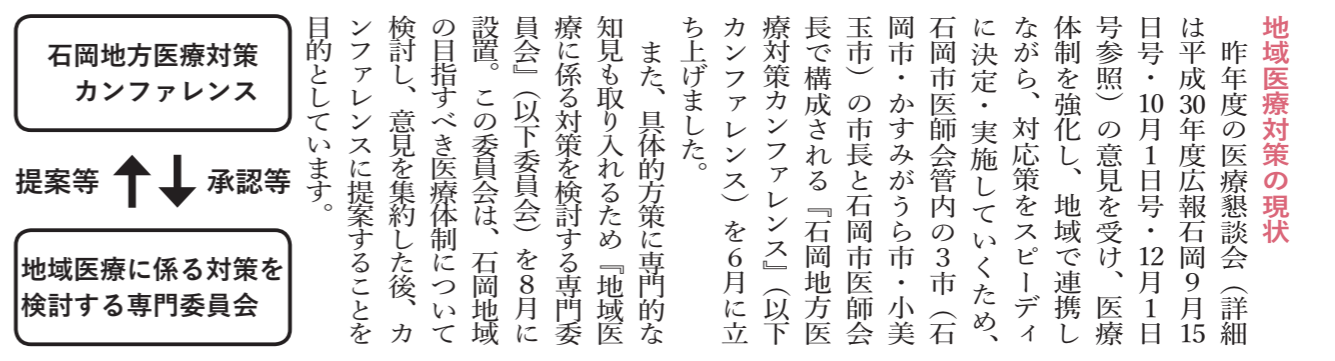 地域医療対策の現状
昨年度の医療懇談会（詳細
は平成30年度広報石岡9月15
日号・10月1日号・12月1日
号参照）の意見を受け、医療
体制を強化し、地域で連携し
ながら、対応策をスピーディ
に決定・実施していくため、
石岡市医師会管内の3市（石
岡市・かすみがうら市・小美
玉市）の市長と石岡市医師会
長で構成される『石岡地方医
療対策カンファレンス』（以下
カンファレンス）を6月に立
ち上げました。
また、具体的方策に専門的な
知見も取り入れるため『地域医
療に係る対策を検討する専門委
員会』（以下委員会）を8月に
設置。この委員会は、石岡地域
の目指すべき医療体制について
検討し、意見を集約した後、カ
ンファレンスに提案することを
目的としています。
石岡地方医療対策
カンファレンス
提案等
承認等
地域医療に係る対策を
検討する専門委員会